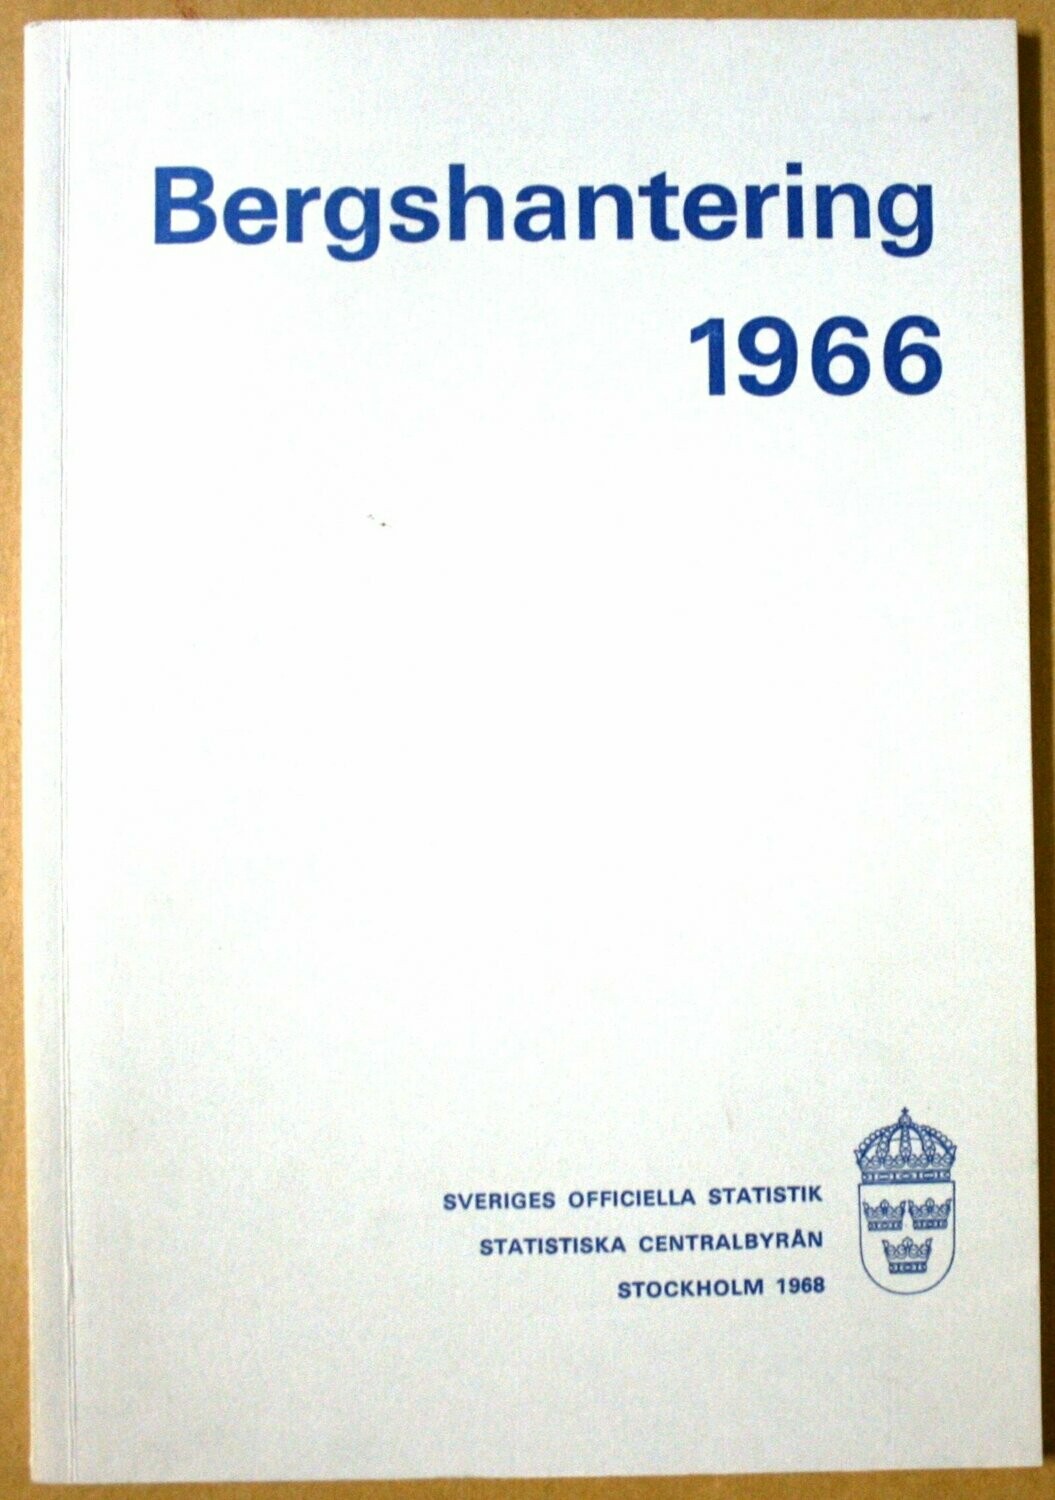 Bergshantering
1966
SVERIGES OFFICIELLA STATISTIK
STATISTISKA CENTRALBYRÅN
STOCKHOLM 1968